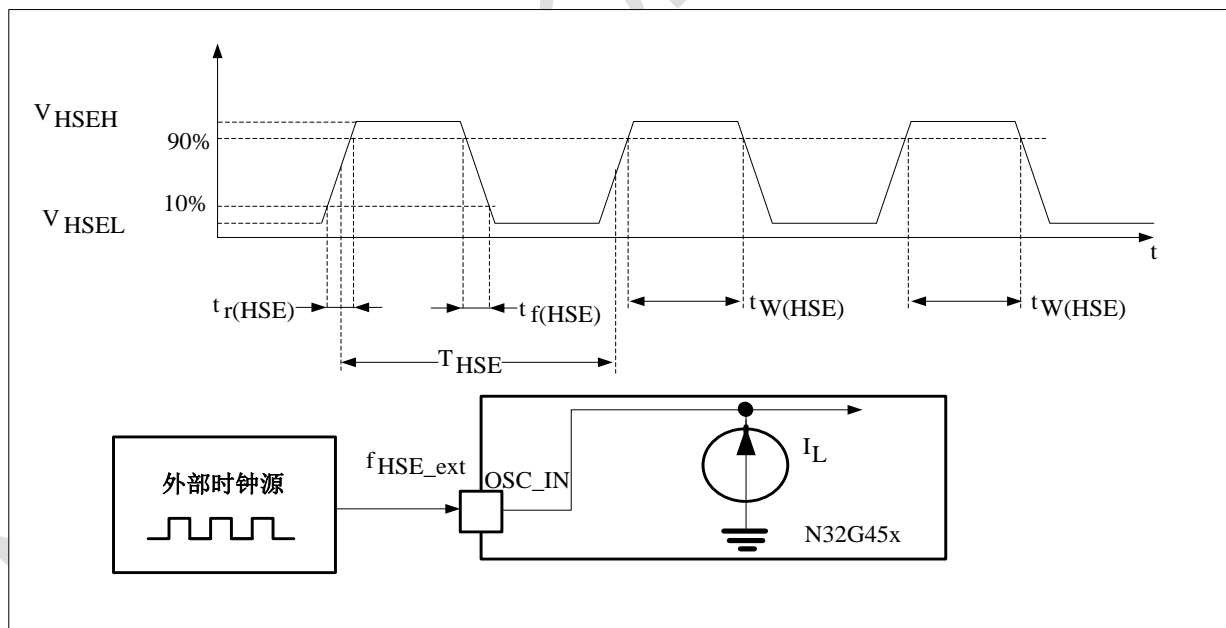 V HSEH
90%
10%
V HSEL
t
t r(HSE)
t f(HSE)
t W(HSE)
t W(HSE)
T HSE
外部时钟源
f HSE_ext
OSC_IN
I L
N32G45x